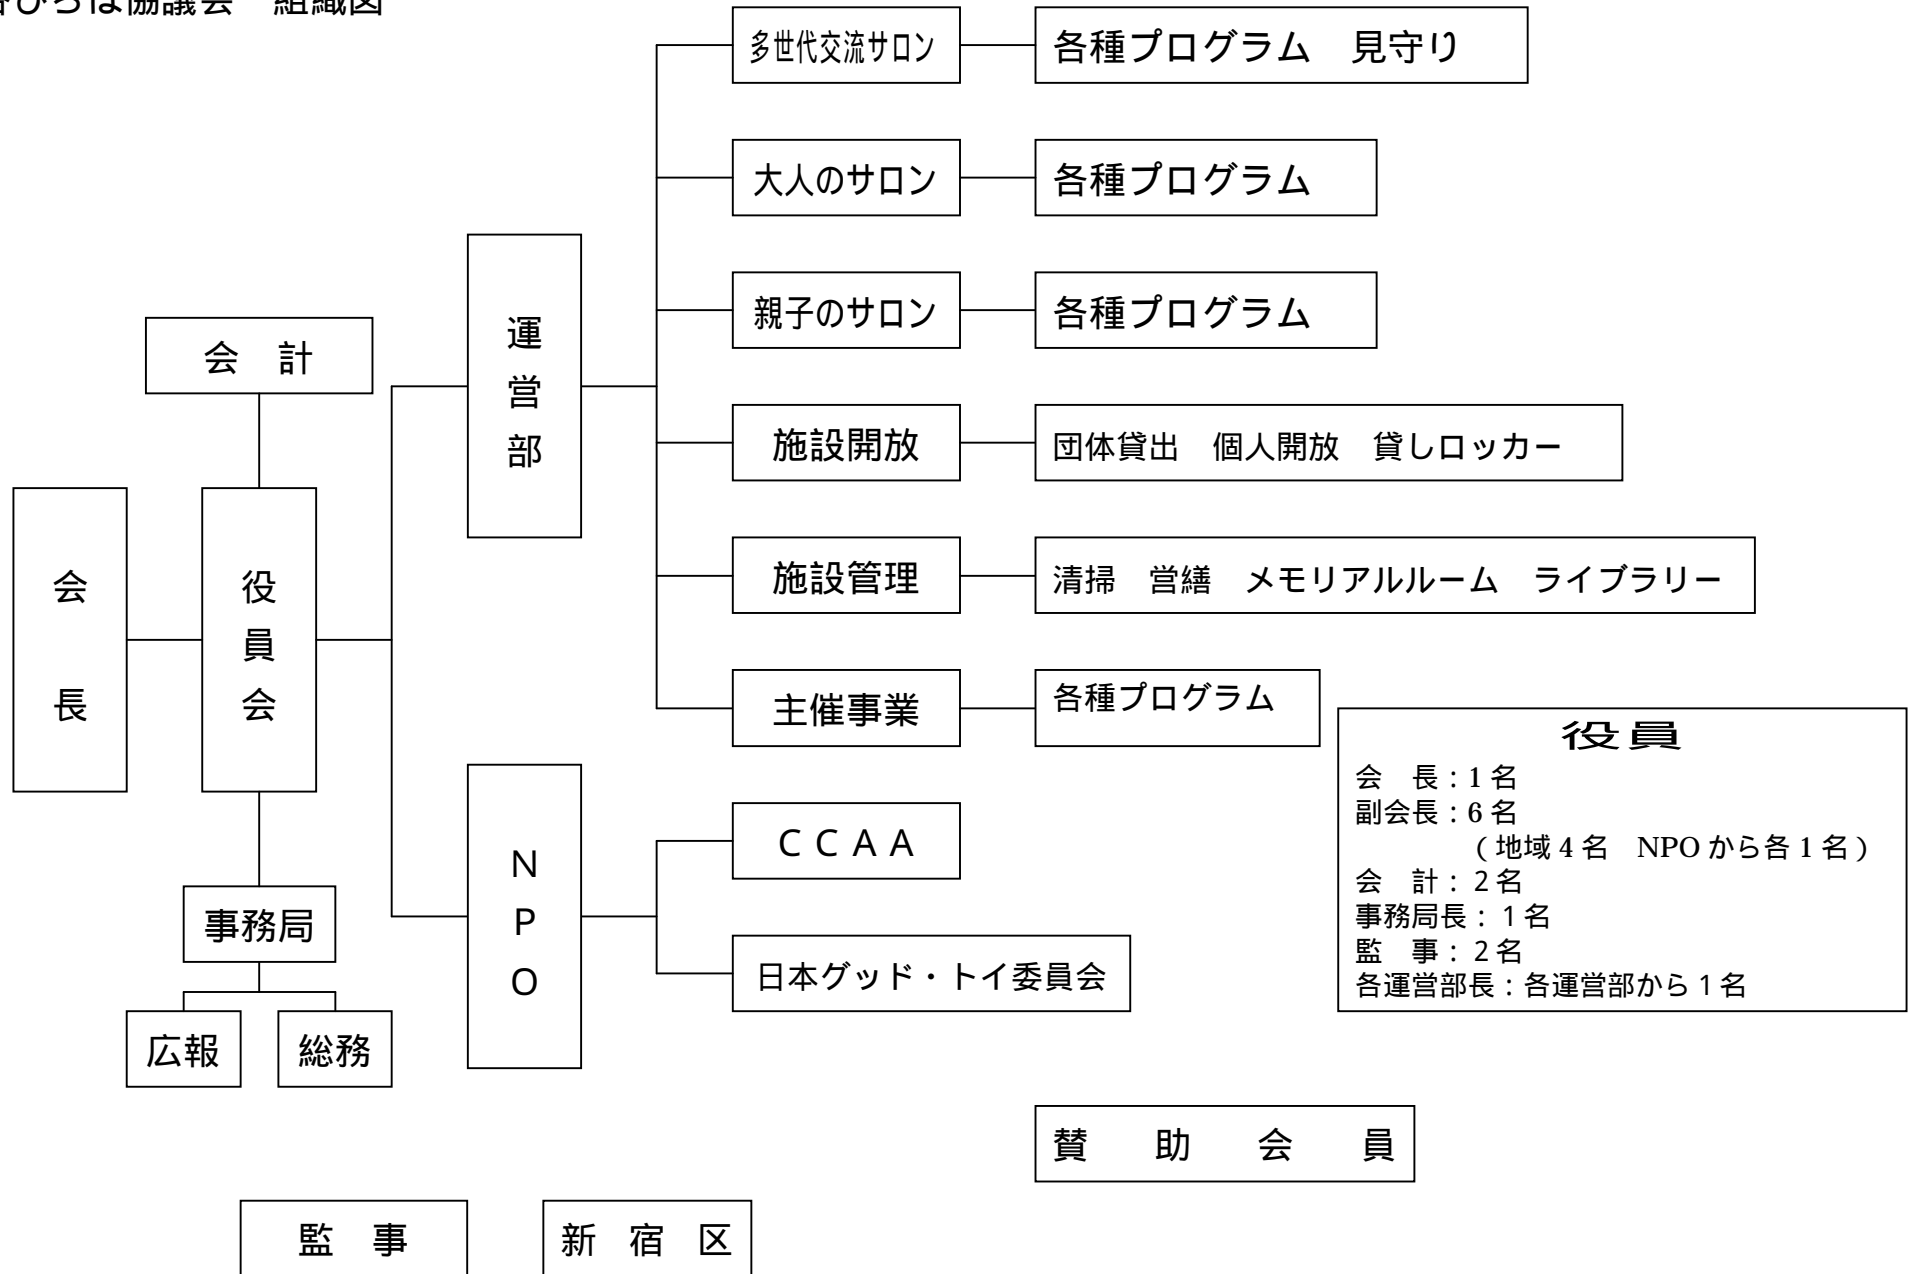 ひろば協議会　組織図
多世代交流サロン
各種プログラム　見守り
大人のサロン
各種プログラム
親子のサロン
各種プログラム
施設開放
団体貸出　個人開放　貸しロッカー
施設管理
清掃　営繕　メモリアルルーム　ライブラリー
主催事業
各種プログラム
運営部
会　計
会長
役員会
事務局
広報
総務
NPO
ＣＣＡＡ
日本グッド・トイ委員会
役員
会　長：1 名
副会長：6 名
（地域 4 名　NPO から各 1 名）
会　計：２名
事務局長：１名
監　事：２名
各運営部長：各運営部から１名
賛　助　会　員
監　事
新　宿　区